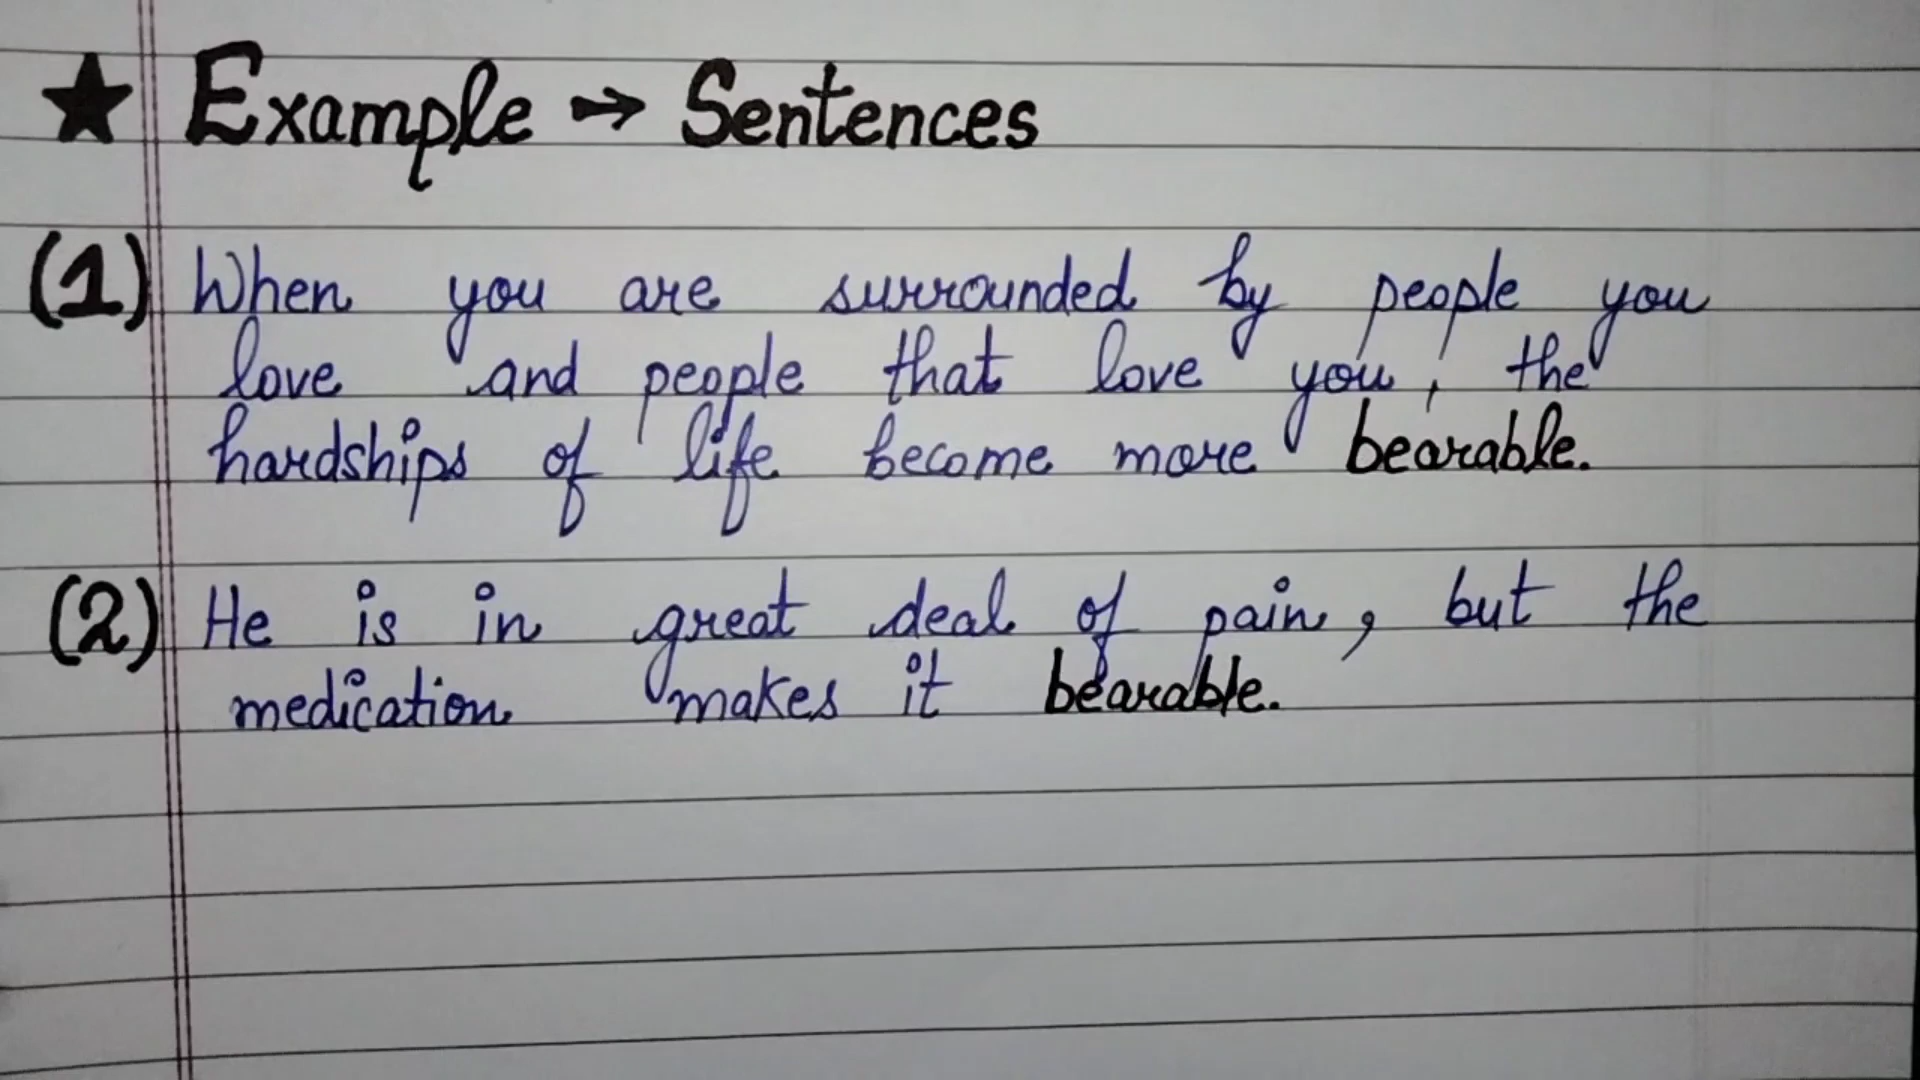 ★ Example → Sentences
(1) When you are surrounded by people you
love and people that love you, the
hardships of life become more bearable.
(2) He is in great deal of pain, but the
medication makes it bearable.